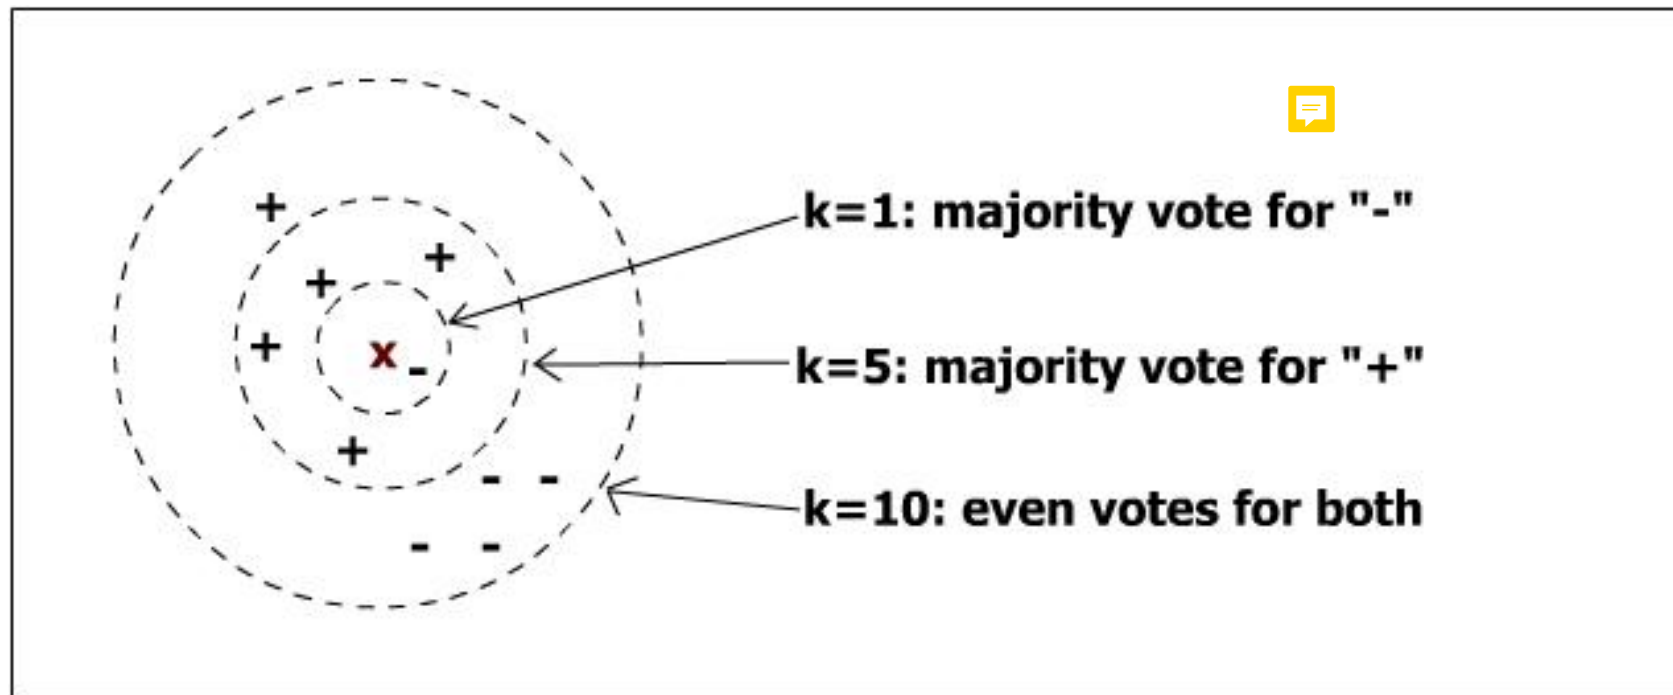 k=1: majority vote for "-"
+
+
+
+
x
-
k=5: majority vote for "+"
+
- -
k=10: even votes for both
- -